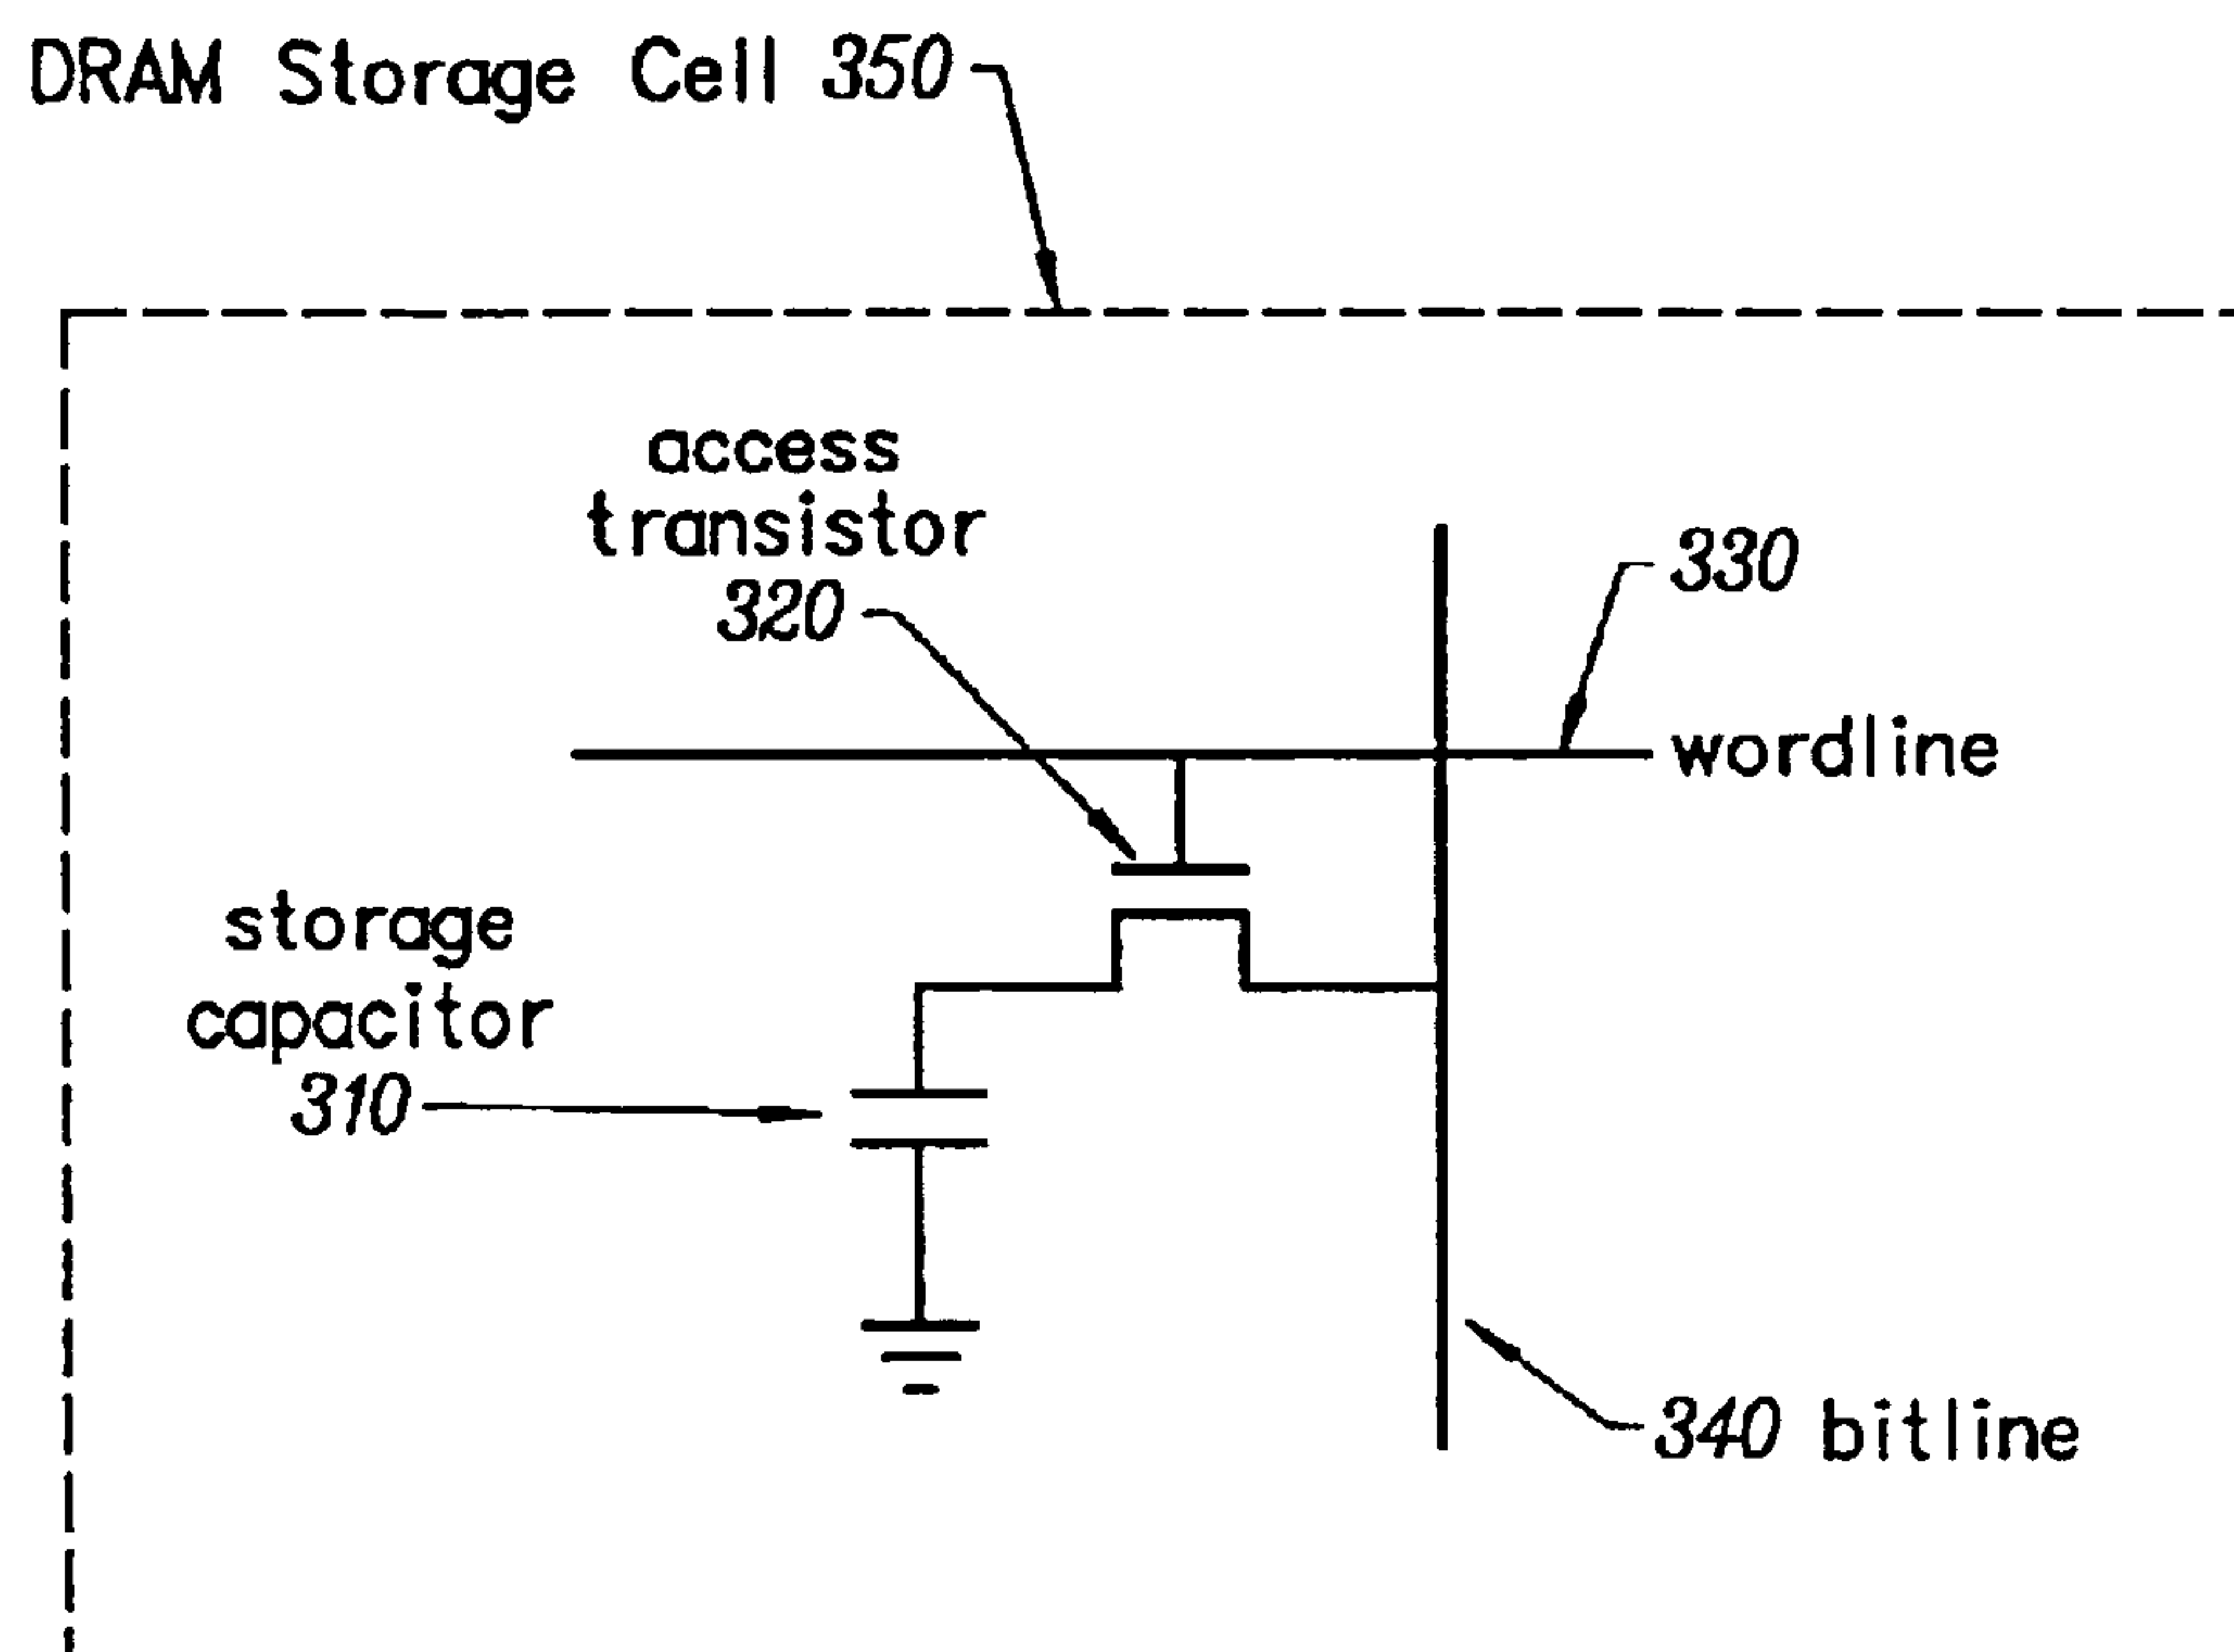 DRAM Storage Cell 350
access
transistor
320
330
wordline
storage
capacitor
310
340 bitline